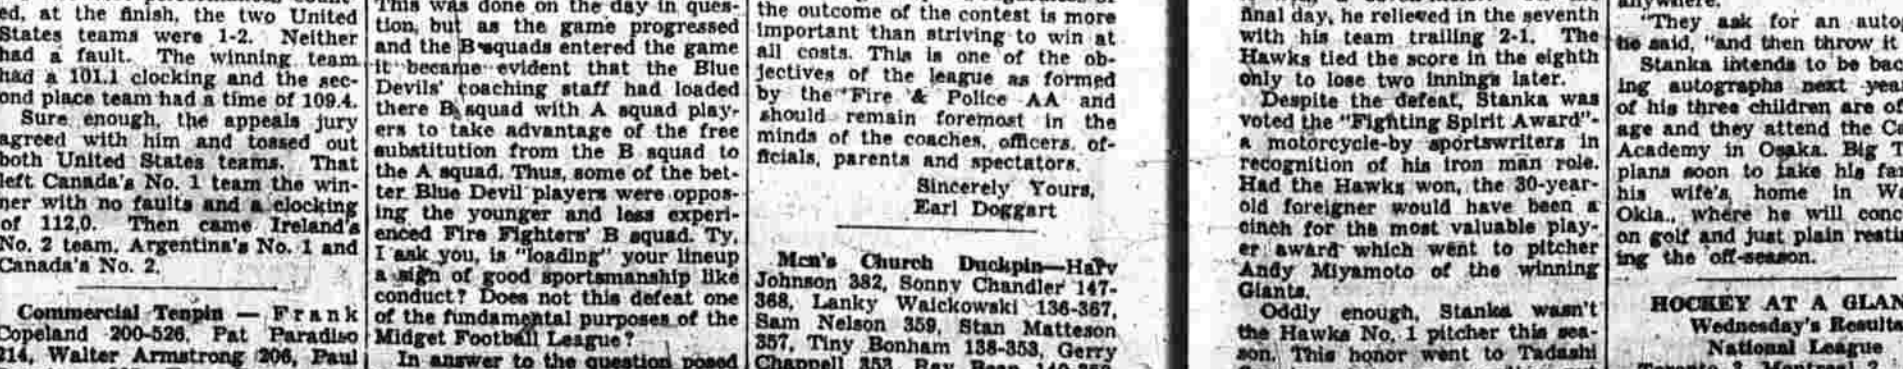 ed, at the finish, the two United
States teams were 1-2. Neither
had a fault. The winning team
had a 101.1 clocking and the sec-
ond place team had a time of 109.4.
Sure enough, the appeals jury
agreed with him and tossed out
both United States teams. That
left Canada's No. 1 team the win-
ner with no faults and a clocking
of 112.0. Then came Ireland's
No. 2 team, Argentina's No. 1 and
Canada's No. 2.
Commercial Tenpin — Frank
Copeland 200-526, Pat Paradiso
214, Walter Armstrong 206, Paul
This was done on the day in ques-
tion, but as the game progressed
and the B squads entered the game
it became evident that the Blue
Devils' coaching staff had loaded
there B squad with A squad play-
ers to take advantage of the free
substitution from the B squad to
the A squad. Thus, some of the bet-
ter Blue Devil players were oppos-
ing the younger and less experi-
enced Fire Fighters' B squad. Ty,
I ask you, is "loading" your lineup
a sign of good sportsmanship like
conduct? Does not this defeat one
of the fundamental purposes of the
Midget Football League?
In answer to the question posed
the outcome of the contest is more
important than striving to win at
all costs. This is one of the ob-
jectives of the league as formed
by the Fire & Police AA and
should remain foremost in the
minds of the coaches, officers, of-
ficials, parents and spectators.
Sincerely Yours,
Earl Doggart
Men's Church Duckpin—Harv
Johnson 382, Sonny Chandler 147-
368, Lanky Walckowski 136-367,
Sam Nelson 359, Stan Matteson
357, Tiny Bonham 138-353, Gerry
Chappell 353, Ray
final day, he relieved in the seventh
with his team trailing 2-1. The
Hawks tied the score in the eighth
only to lose two innings later.
Despite the defeat, Stanka was
voted the "Fighting Spirit Award"-
a motorcycle-by sportswriters in
recognition of his iron man role.
Had the Hawks won, the 30-year-
old foreigner would have been a
cinch for the most valuable play-
er award which went to pitcher
Andy Miyamoto of the winning
Giants.
Oddly enough, Stanka wasn't
the Hawks No. 1 pitcher this sea-
son. This honor went to Tadashi
anywhere.
"They ask for an auto
he said, "and then throw it
Stanka intends to be bac
ing autographs next yea
of his three children are o
age and they attend the C
Academy in Osaka. Big T
plans soon to take his fa
his wife's home in W
Okla., where he will conc
on golf and just plain resti
ing the off-season.
HOCKEY AT A GLAN
Wednesday's Results
National League
Toronto 3, Montreal 2